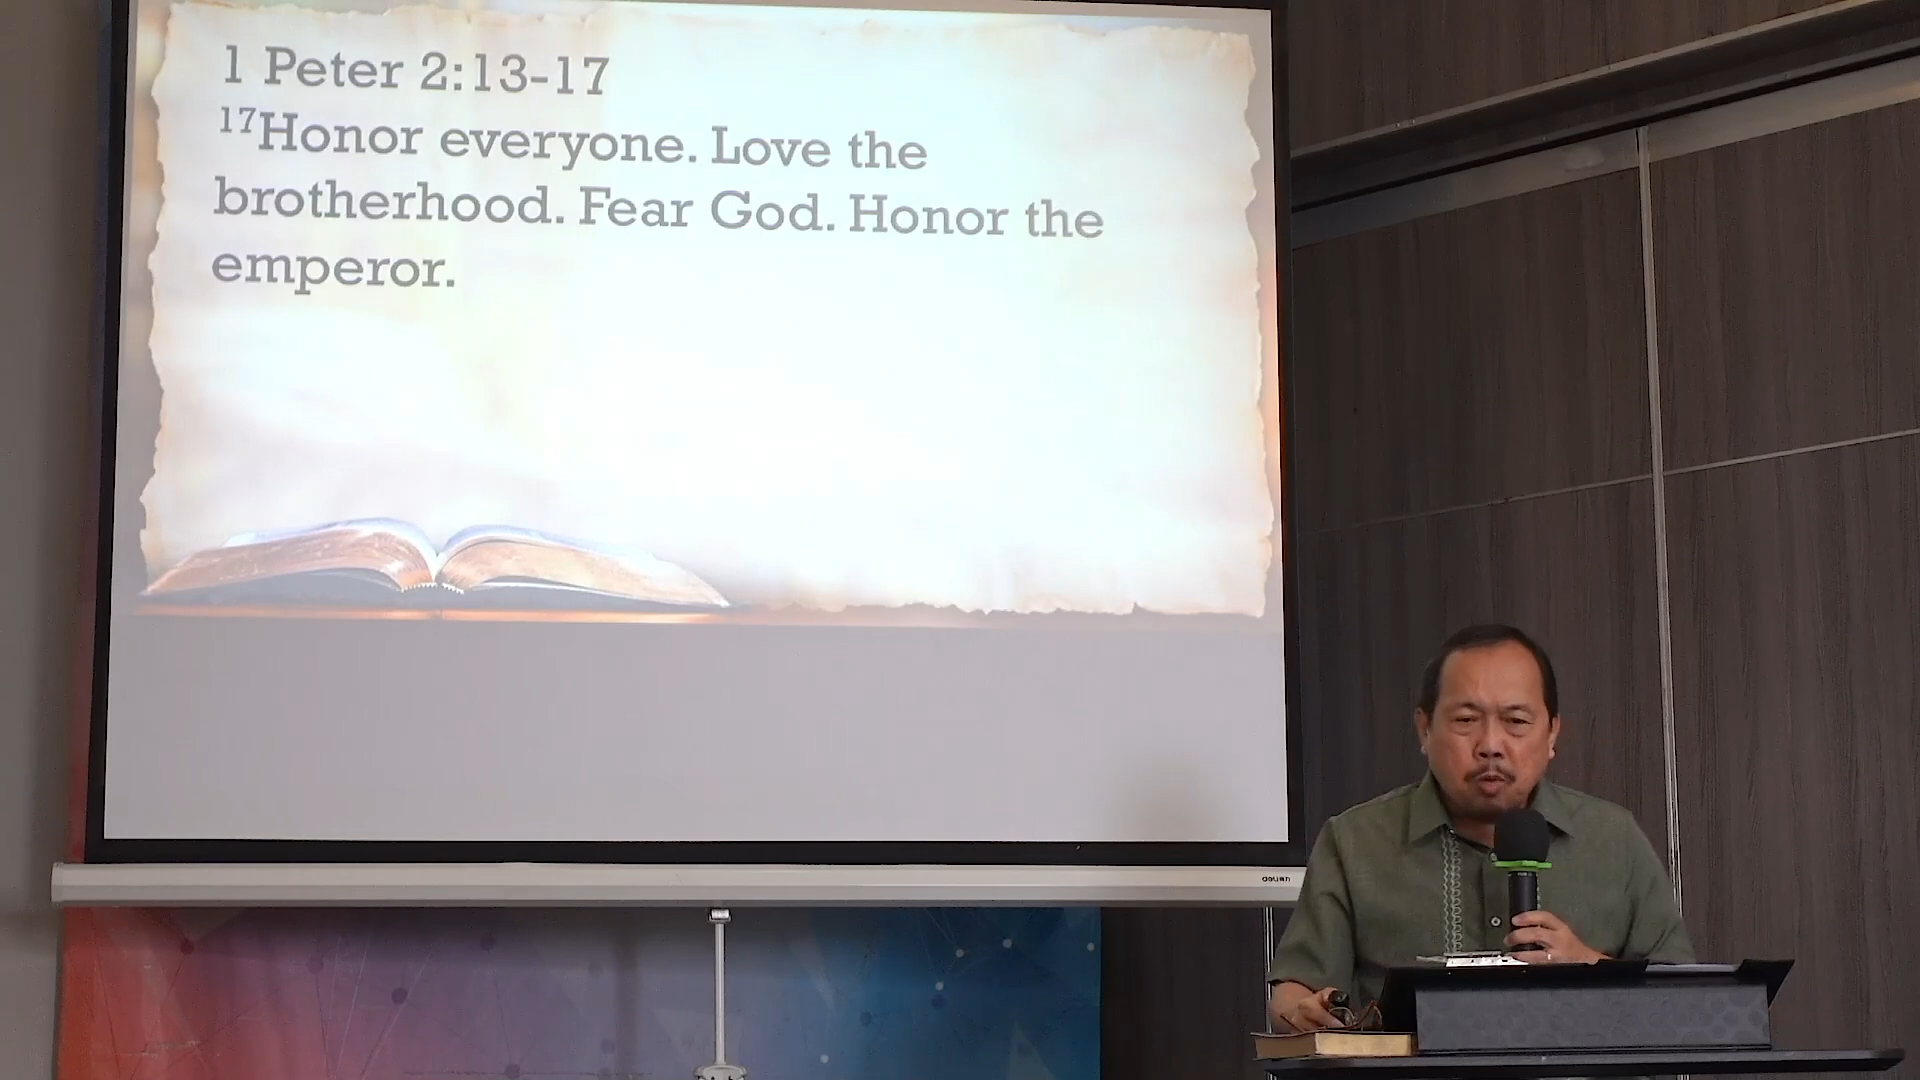 1 Peter 2:13-17
17Honor everyone. Love the
brotherhood. Fear God. Honor the
emperor.